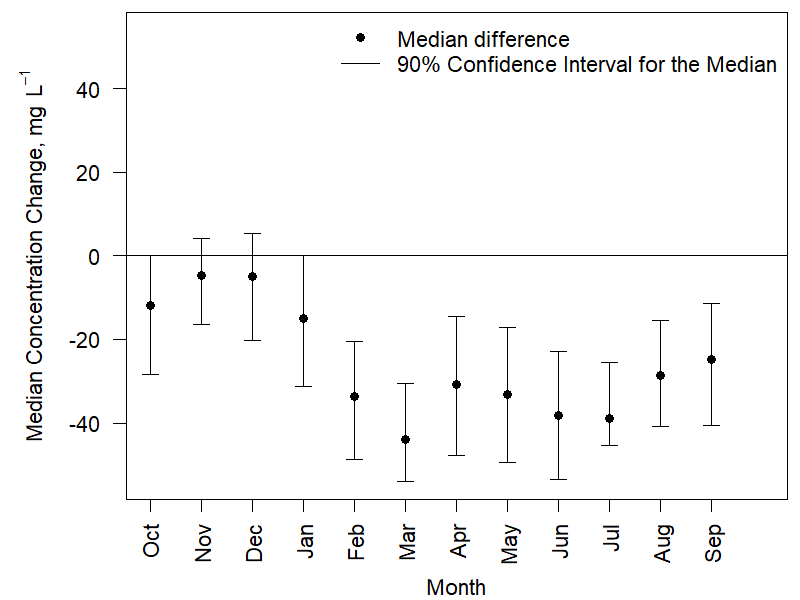 Median difference
90% Confidence Interval for the Median
Median Concentration Change, mg L⁻¹
40
20
0
-20
-40
Oct
Nov
Dec
Jan
Feb
Mar
Apr
May
Jun
Jul
Aug
Sep
Month